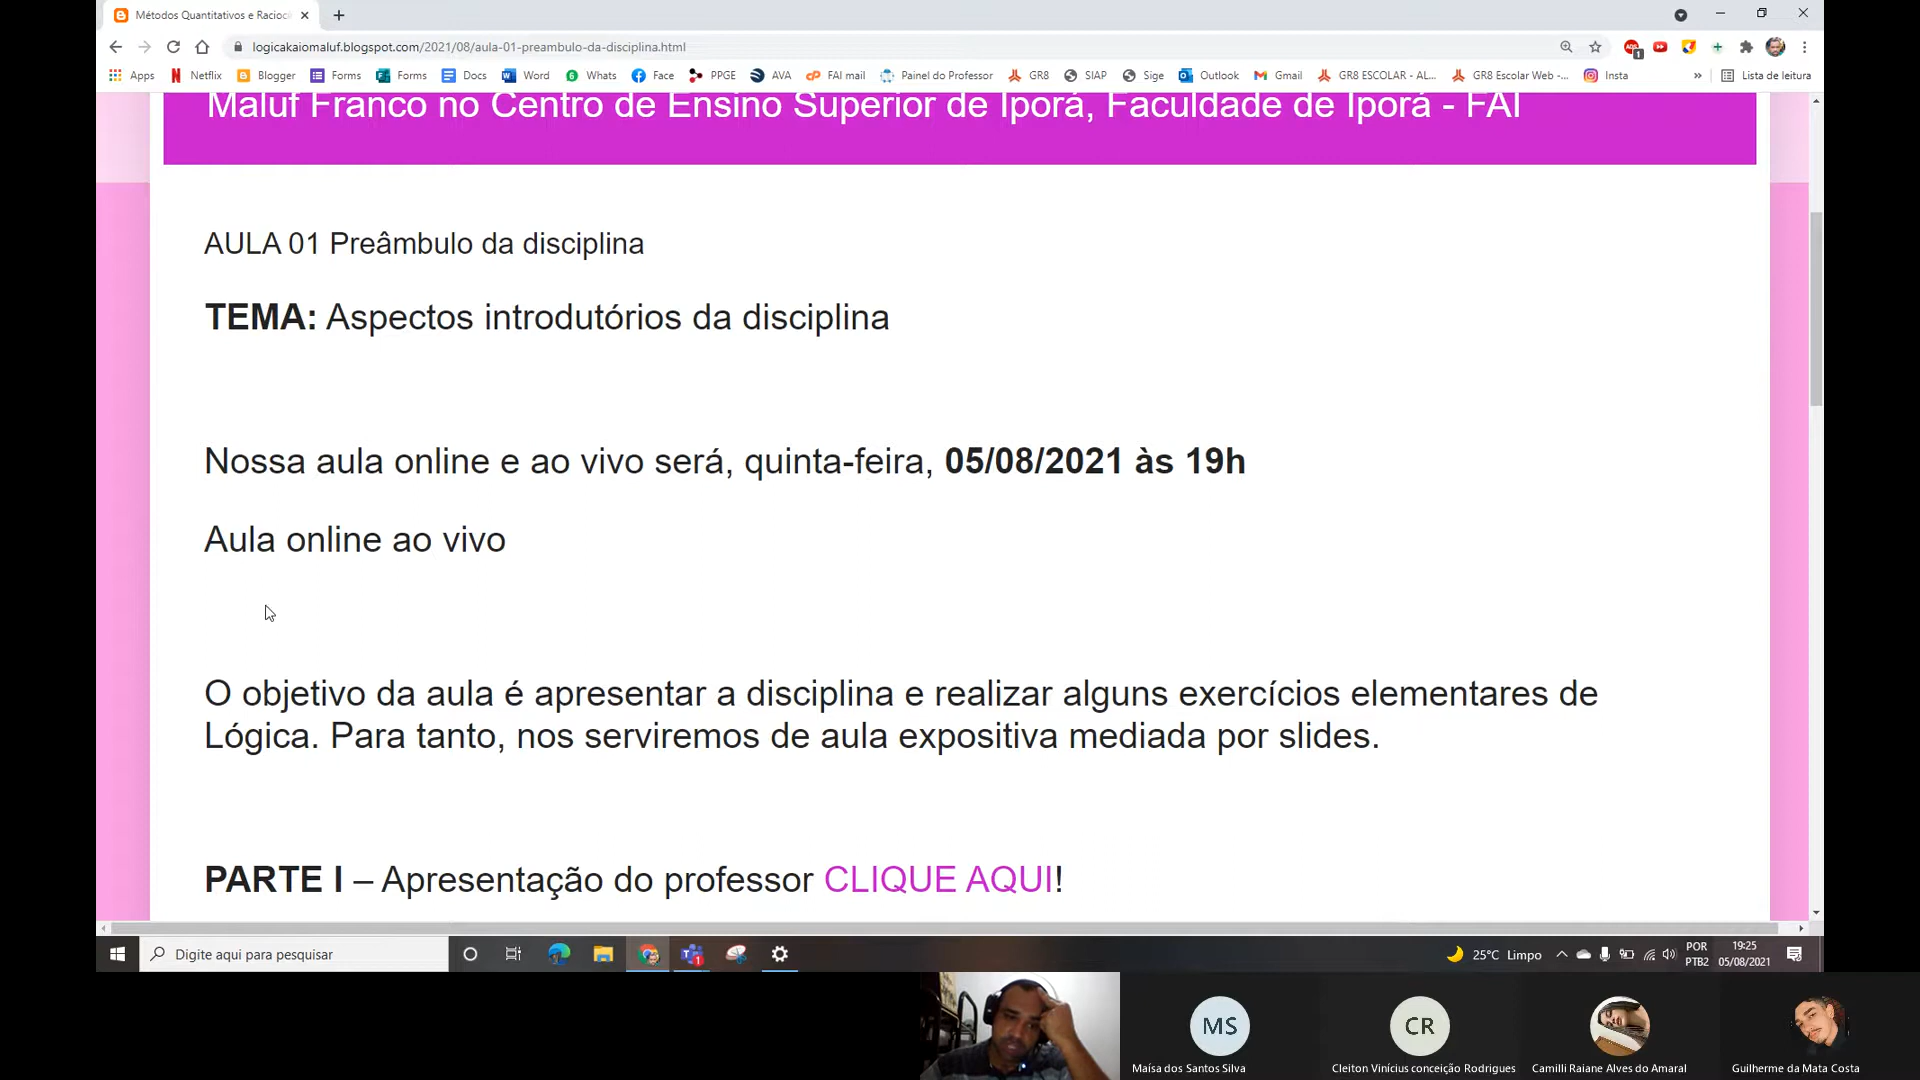 Métodos Quantitativos e Racioci
logicakaiomaluf.blogspot.com/2021/08/aula-01-preambulo-da-disciplina.html
Apps Netflix Blogger Forms Forms Docs Word Whats Face PPGE AVA FAI mail Painel do Professor GR8 SIAP Sige Outlook Gmail GR8 ESCOLAR - AL... GR8 Escolar Web -... Insta » Lista de leitura
Maluf Franco no Centro de Ensino Superior de Iporá, Faculdade de Iporá - FAI
AULA 01 Preâmbulo da disciplina
TEMA: Aspectos introdutórios da disciplina
Nossa aula online e ao vivo será, quinta-feira, 05/08/2021 às 19h
Aula online ao vivo
O objetivo da aula é apresentar a disciplina e realizar alguns exercícios elementares de
Lógica. Para tanto, nos serviremos de aula expositiva mediada por slides.
PARTE I – Apresentação do professor CLIQUE AQUI!
Digite aqui para pesquisar
25°C Limpo
POR
PTB2
19:25
05/08/2021
MS
CR
Maísa dos Santos Silva
Cleiton Vinícius conceição Rodrigues
Camilli Raiane Alves do Amaral
Guilherme da Mata Costa